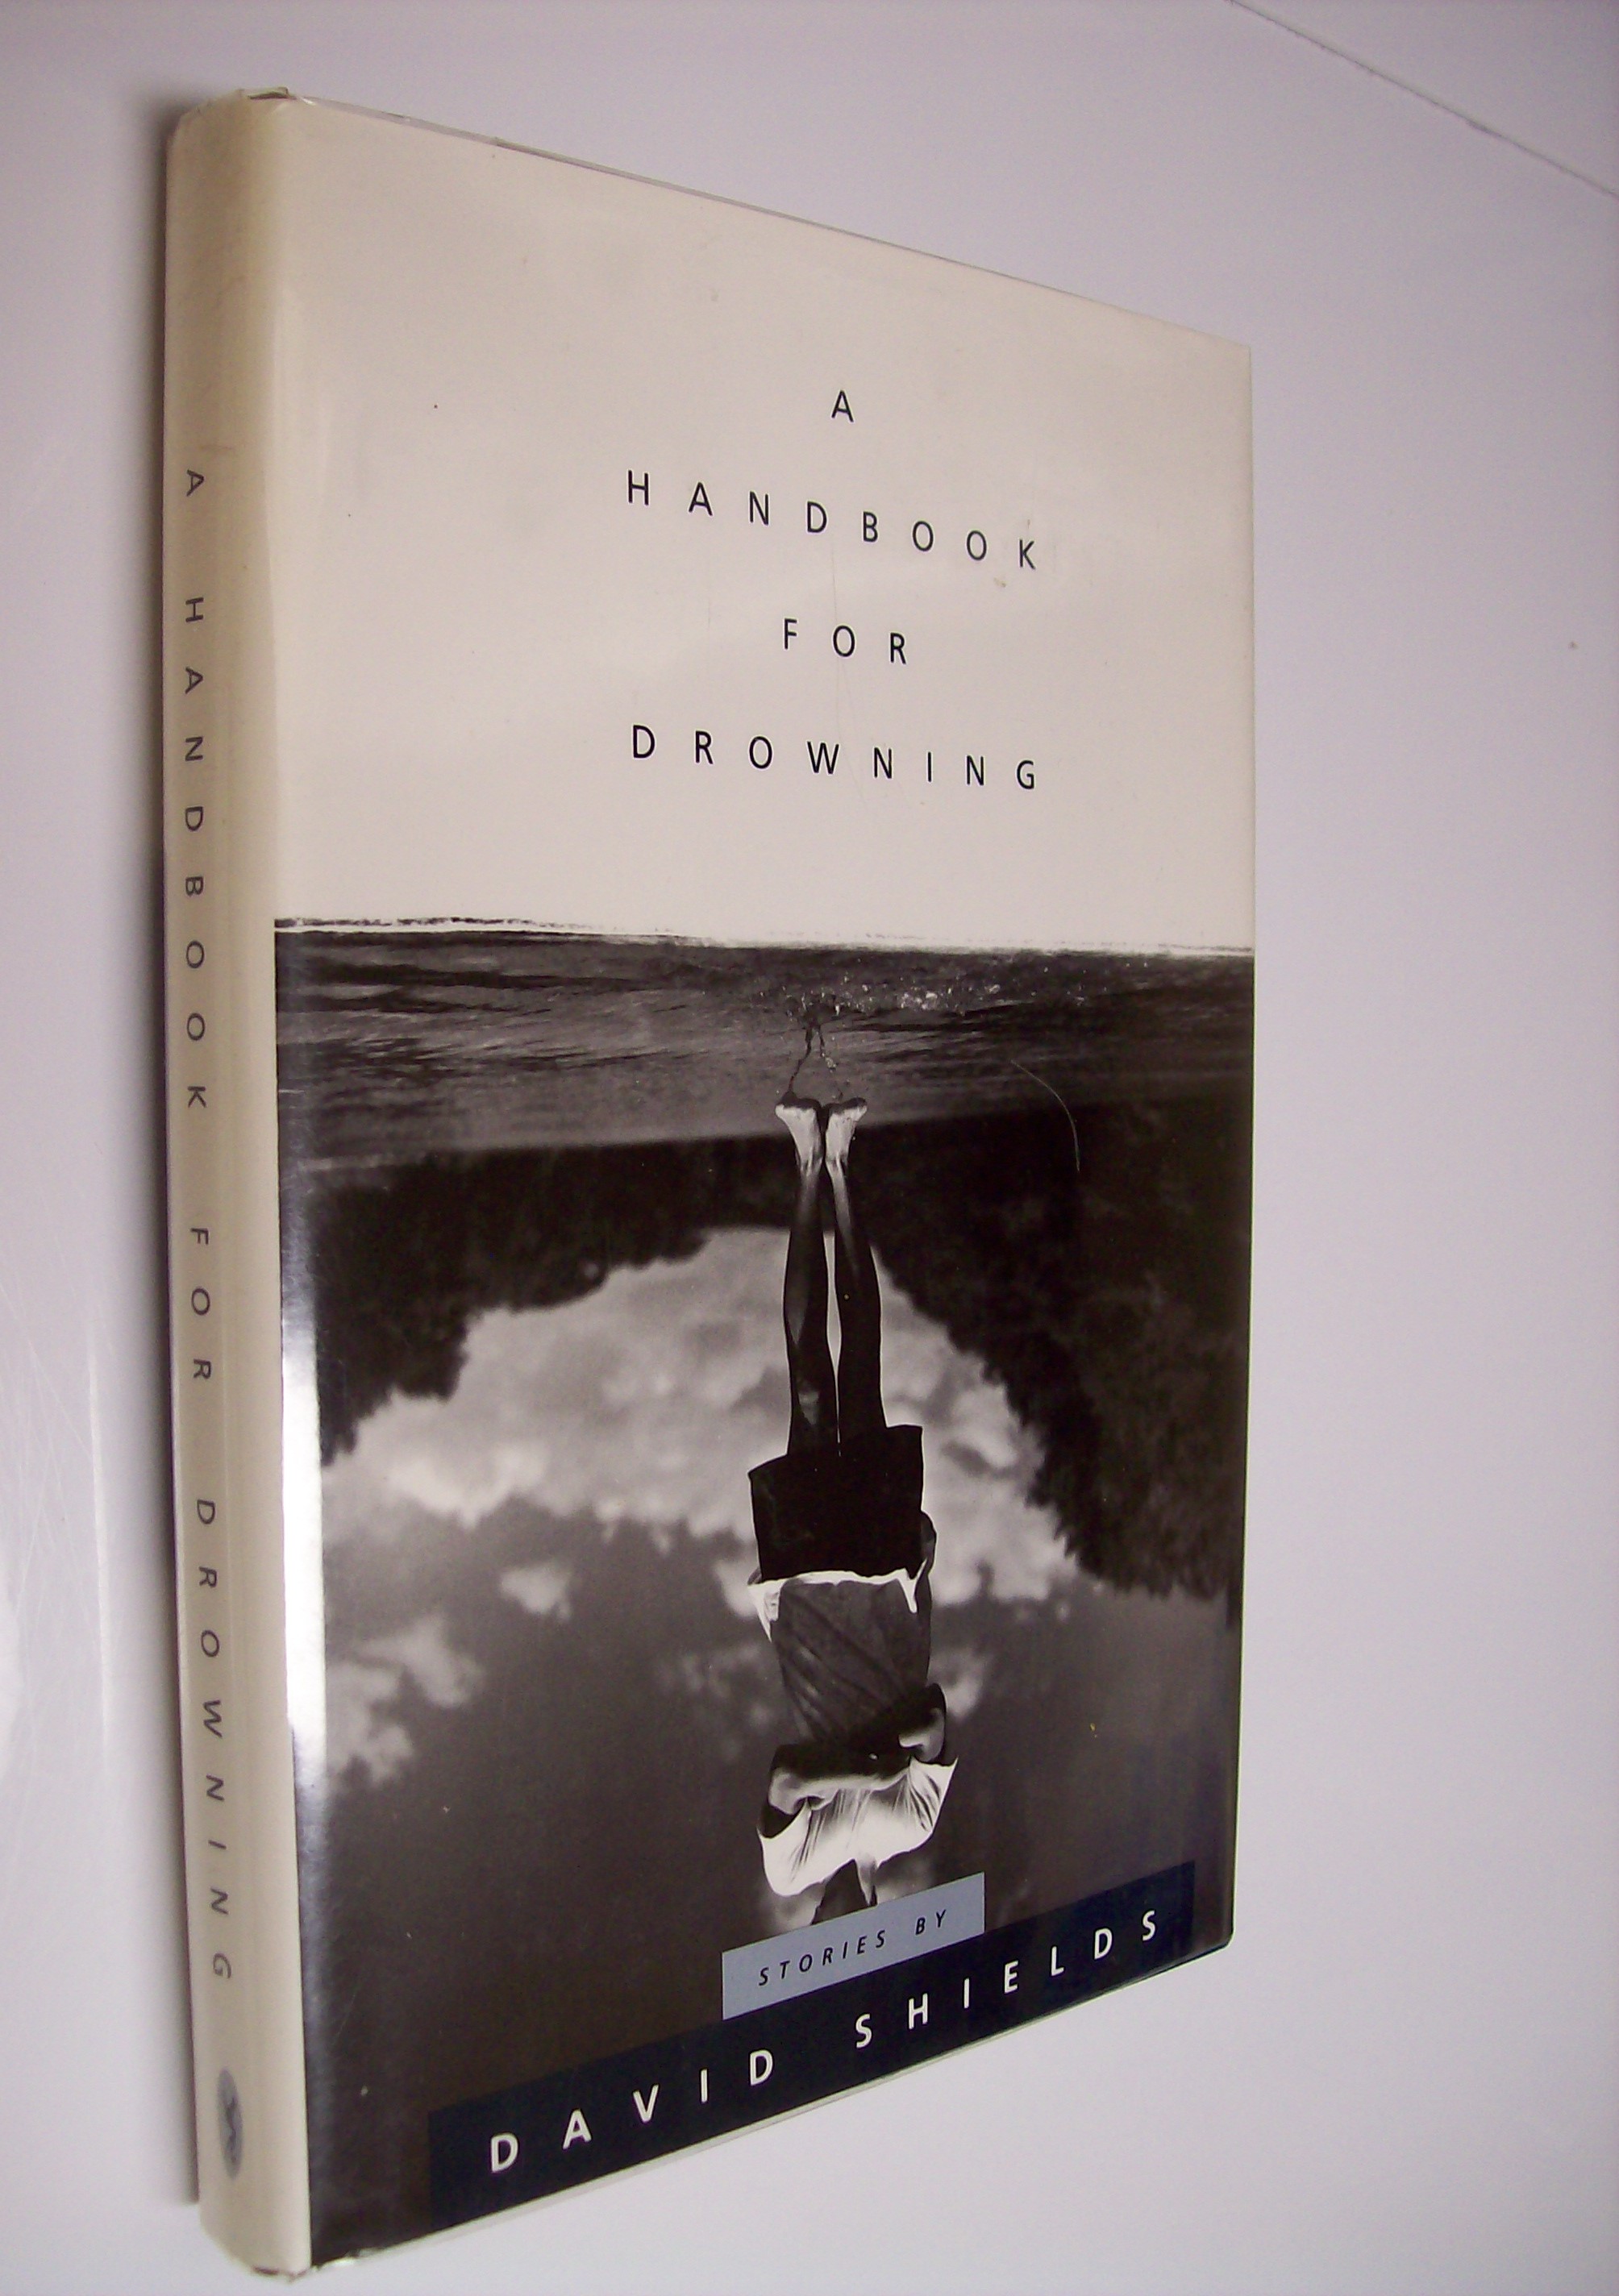 A HANDBOOK FOR DROWNING
A
HANDBOOK
FOR
DROWNING
STORIES BY
DAVID SHIELDS